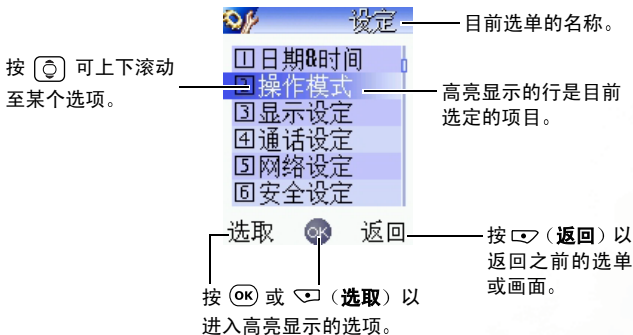 设定
目前选单的名称。
按 可上下滚动
至某个选项。
1 日期&时间
2 操作模式
3 显示设定
4 通话设定
5 网络设定
6 安全设定
高亮显示的行是目前
选定的项目。
选取 OK 返回
按 （返回）以
返回之前的选单
或画面。
按 OK 或 （选取）以
进入高亮显示的选项。